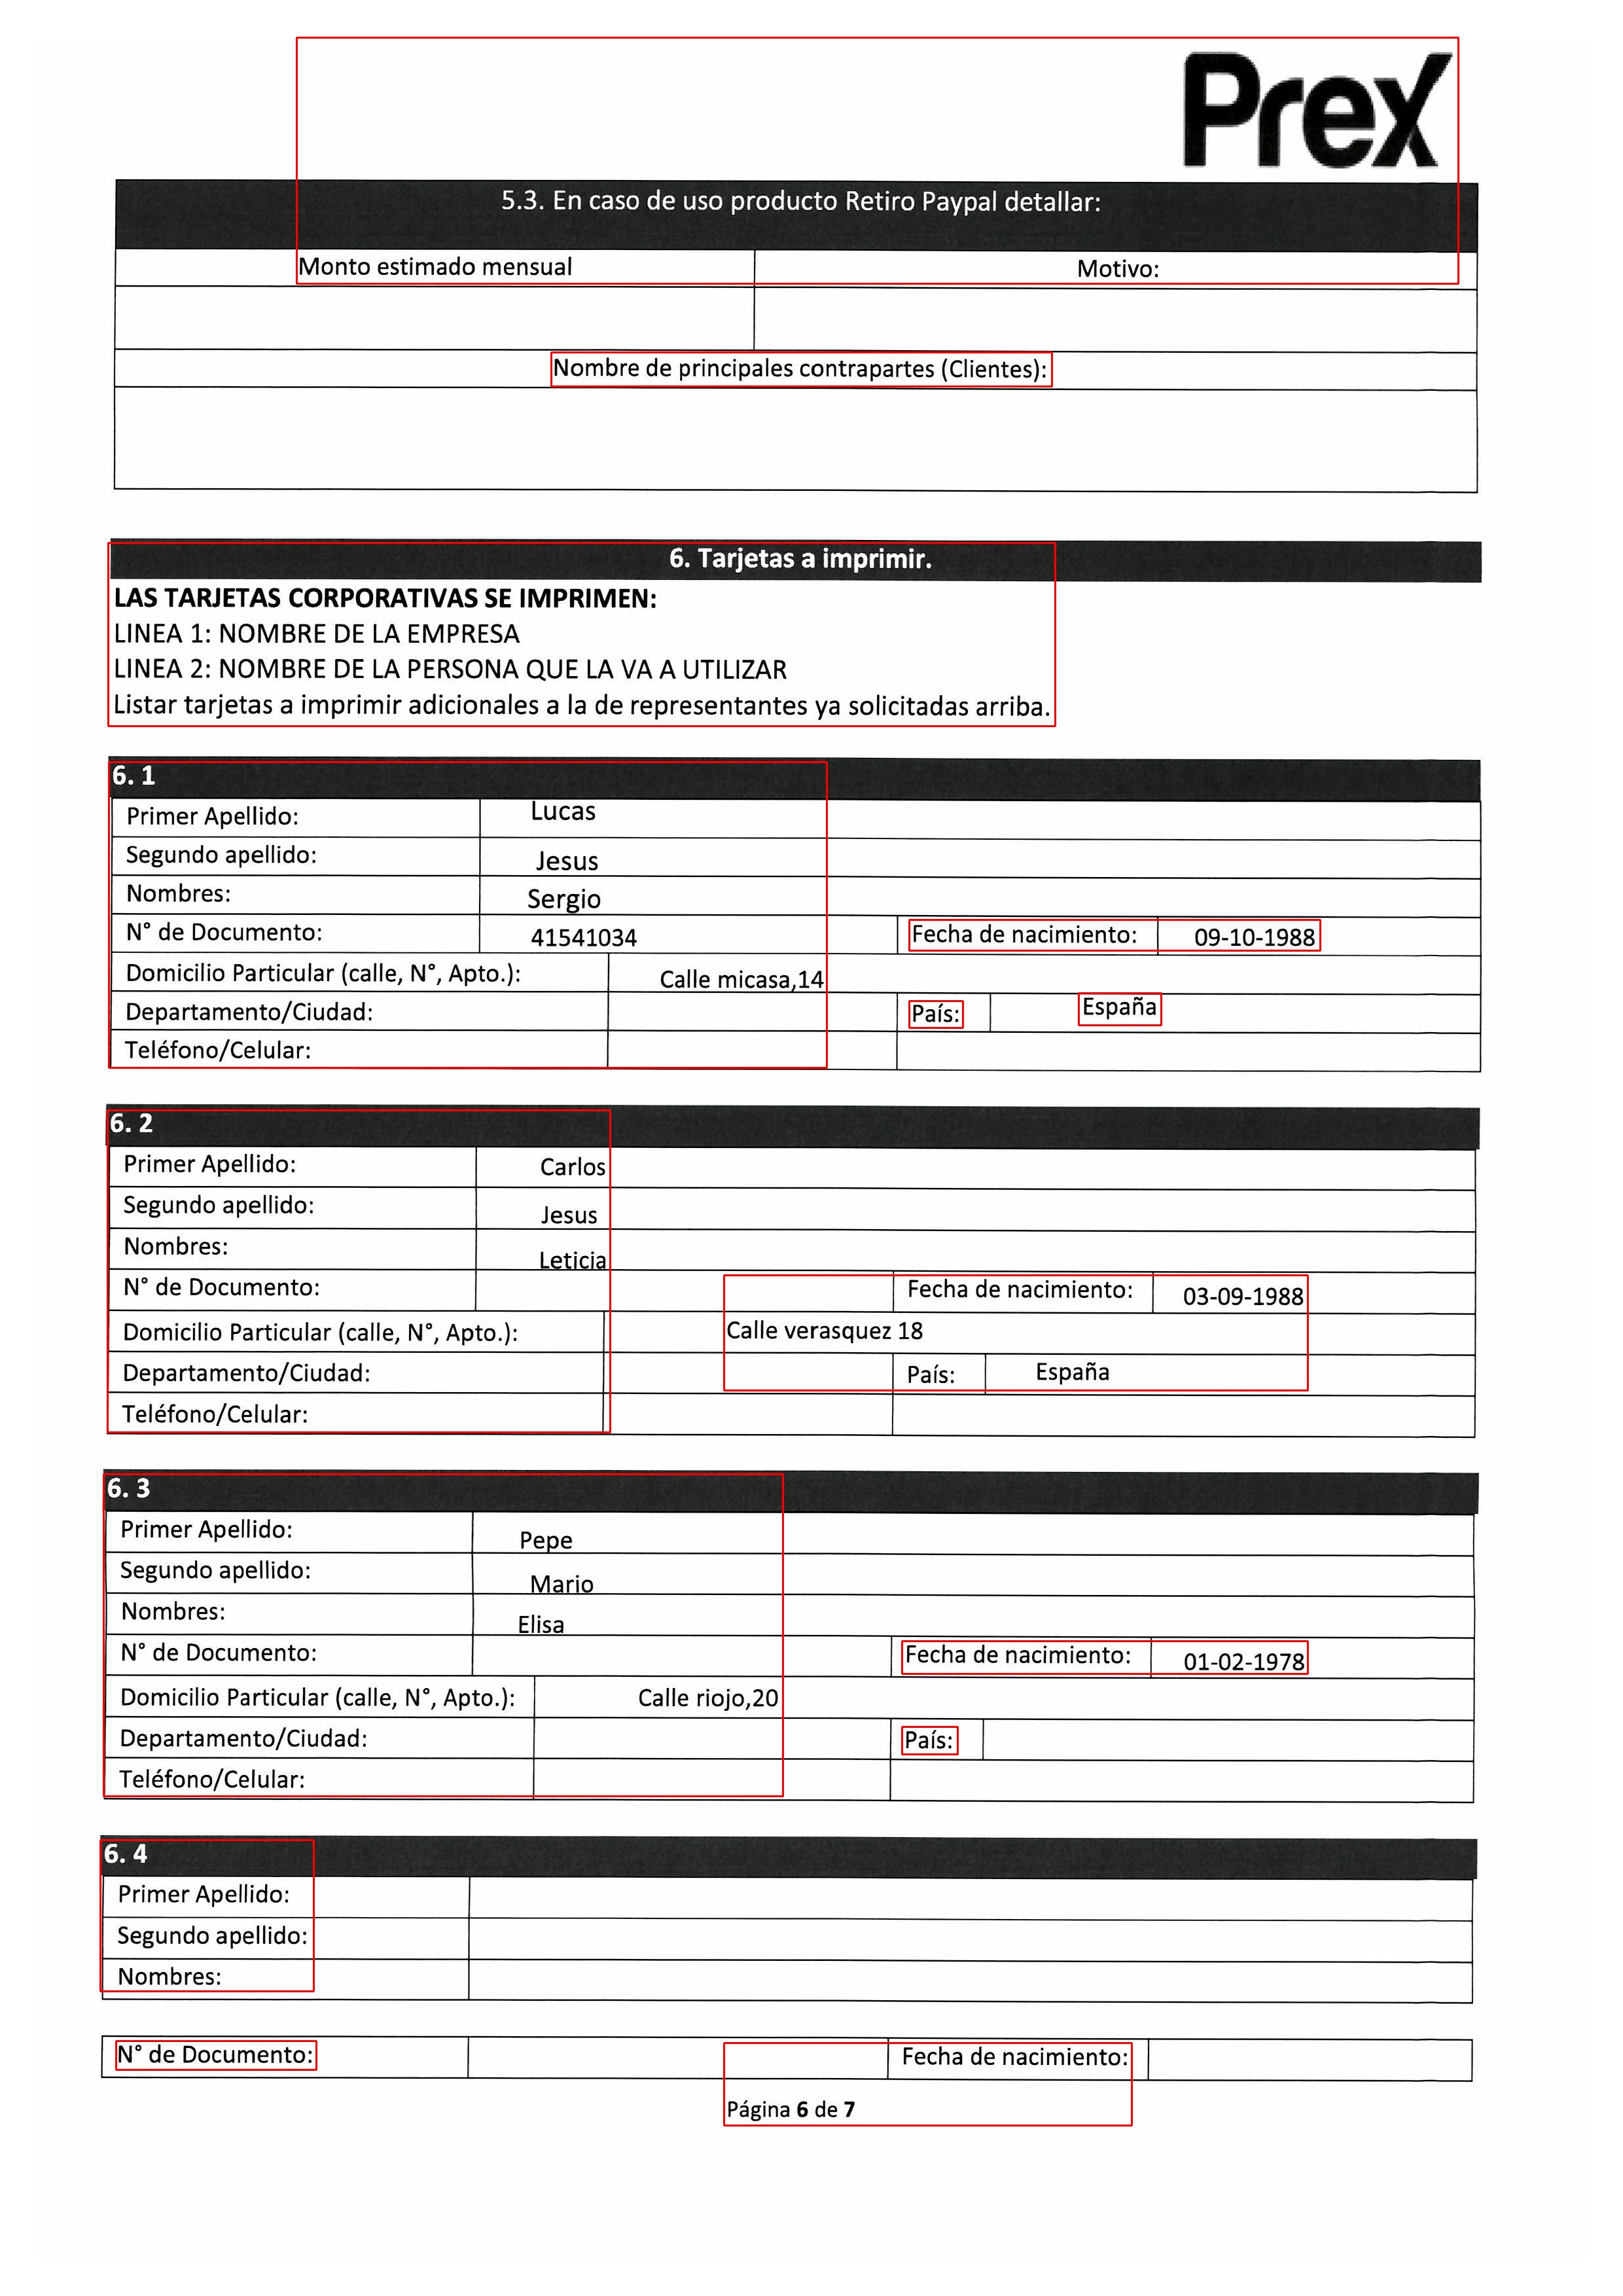 Prex
5.3. En caso de uso producto Retiro Paypal detallar:
Monto estimado mensual Motivo:
Nombre de principales contrapartes (Clientes):
6. Tarjetas a imprimir.
LAS TARJETAS CORPORATIVAS SE IMPRIMEN:
LINEA 1: NOMBRE DE LA EMPRESA
LINEA 2: NOMBRE DE LA PERSONA QUE LA VA A UTILIZAR
Listar tarjetas a imprimir adicionales a la de representantes ya solicitadas arriba.
6. 1
Primer Apellido: Lucas
Segundo apellido: Jesus
Nombres: Sergio
N° de Documento: 41541034 Fecha de nacimiento: 09-10-1988
Domicilio Particular (calle, N°, Apto.): Calle micasa,14
Departamento/Ciudad: País: España
Teléfono/Celular:
6. 2
Primer Apellido: Carlos
Segundo apellido: Jesus
Nombres: Leticia
N° de Documento: Fecha de nacimiento: 03-09-1988
Domicilio Particular (calle, N°, Apto.): Calle verasquez 18
Departamento/Ciudad: País: España
Teléfono/Celular:
6. 3
Primer Apellido: Pepe
Segundo apellido: Mario
Nombres: Elisa
N° de Documento: Fecha de nacimiento: 01-02-1978
Domicilio Particular (calle, N°, Apto.): Calle riojo,20
Departamento/Ciudad: País:
Teléfono/Celular:
6. 4
Primer Apellido:
Segundo apellido:
Nombres:
N° de Documento: Fecha de nacimiento:
Página 6 de 7